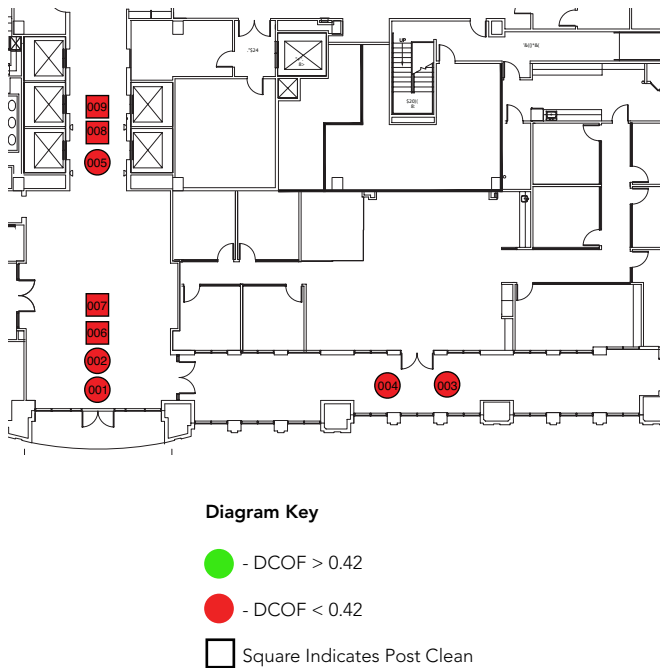 UP
009
008
005
007
006
002
001
004
003
Diagram Key
- DCOF > 0.42
- DCOF < 0.42
Square Indicates Post Clean